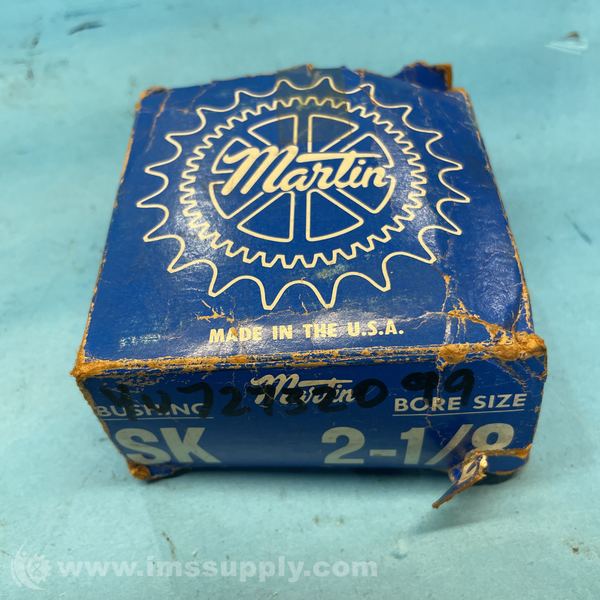 Martin
MADE IN THE U.S.A.
Martin
BUSHING
BORE SIZE
SK
2-1/8
www.imssupply.com